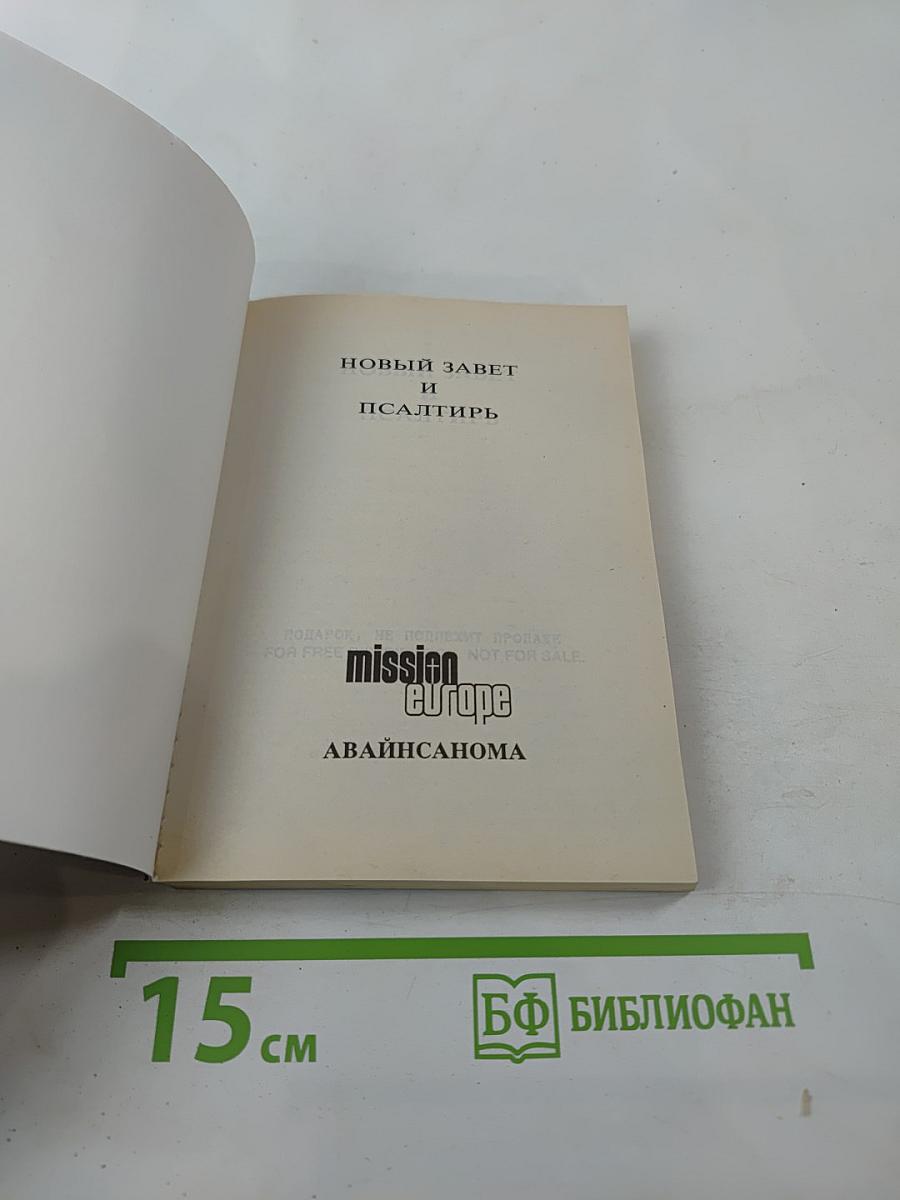 НОВЫЙ ЗАВЕТ
И
ПСАЛТИРЬ
ПОДАРОК, НЕ ПОДЛЕЖИТ ПРОДАЖЕ
FOR FREE NOT FOR SALE.
mission
europe
АВАЙНСАНОМА
15 см
БФ БИБЛИОФАН